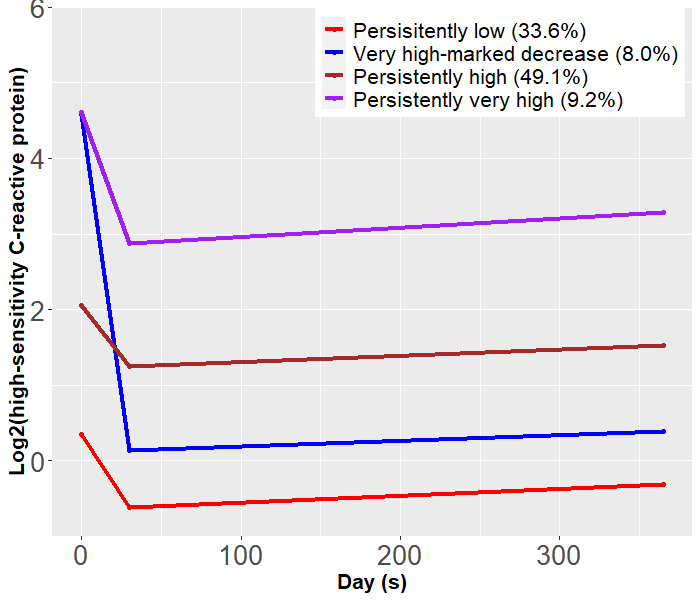 6
4
2
0
Log2(high-sensitivity C-reactive protein)
Persisitently low (33.6%)
Very high-marked decrease (8.0%)
Persistently high (49.1%)
Persistently very high (9.2%)
0
100
200
300
Day (s)